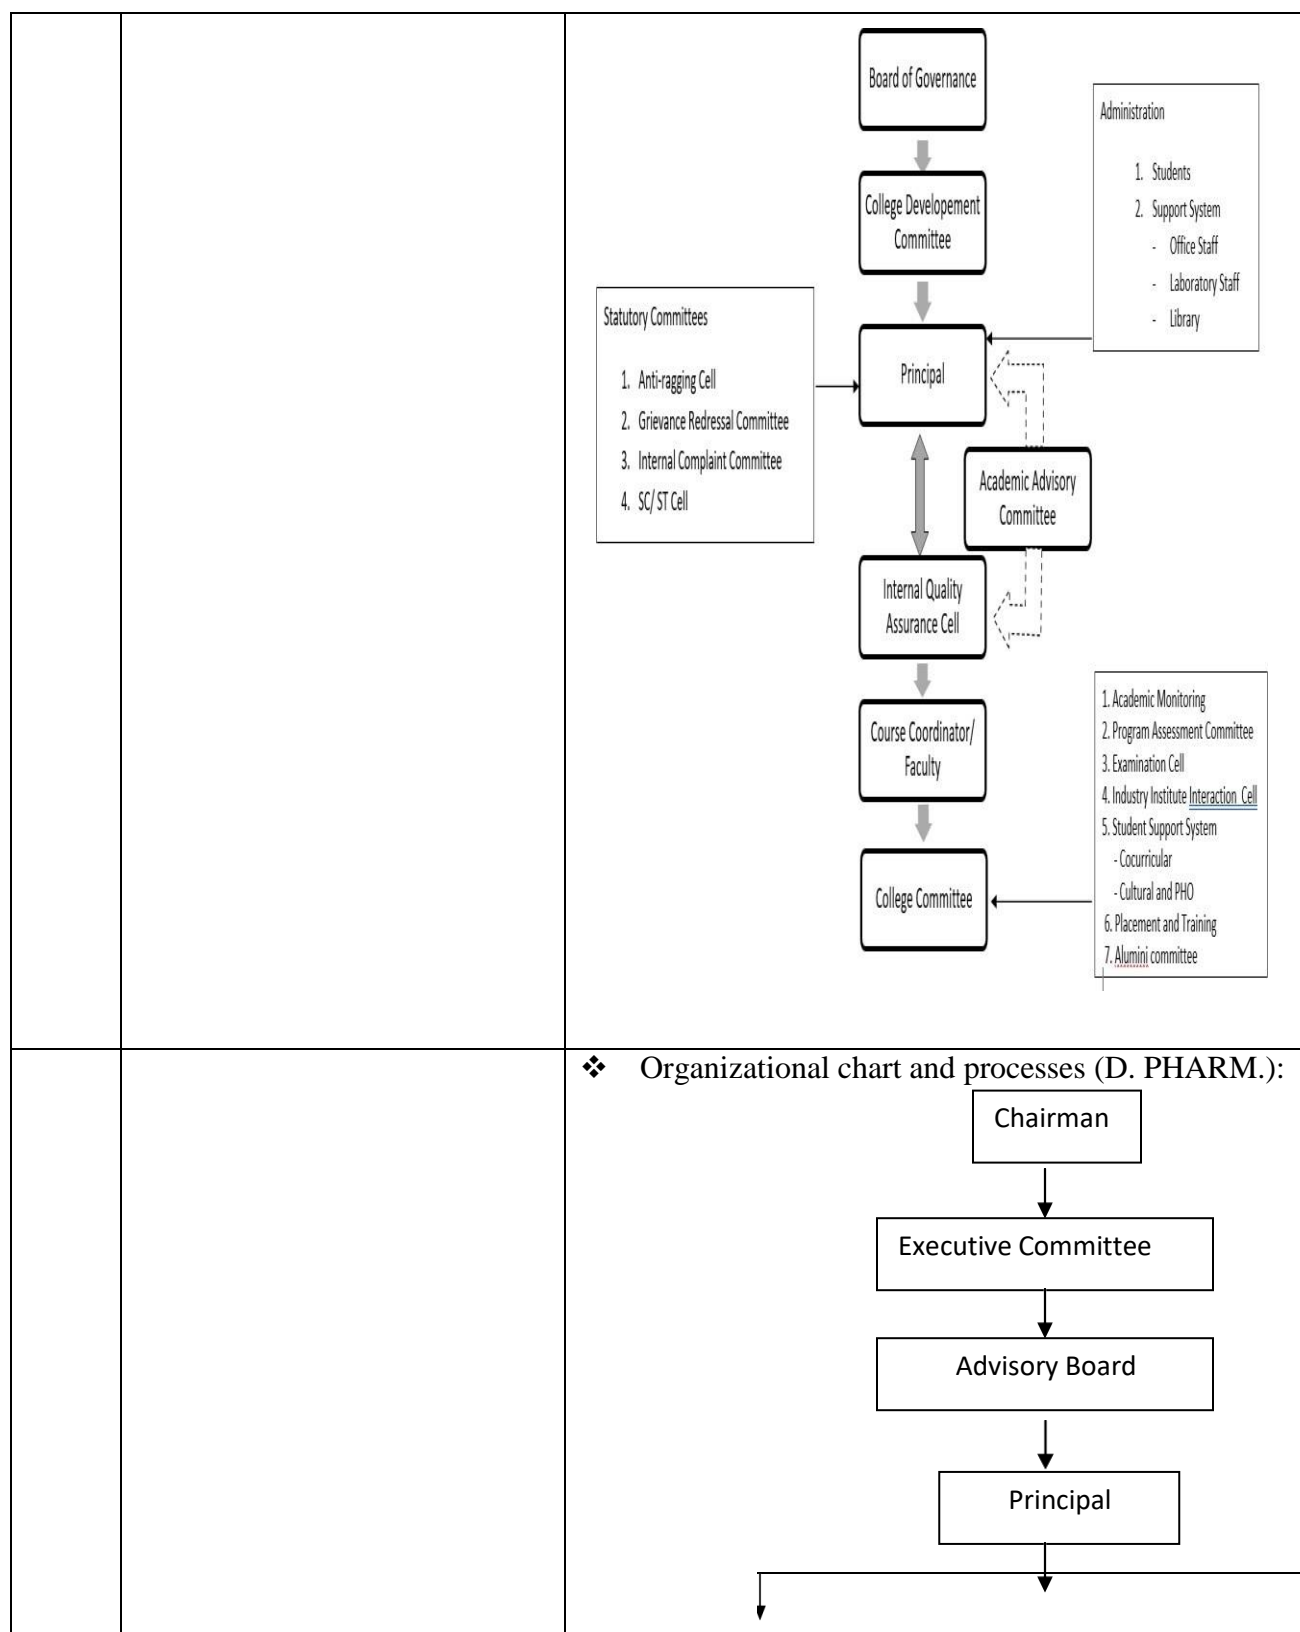 Board of Governance
Administration
1. Students
2. Support System
- Office Staff
- Laboratory Staff
- Library
College Developement
Committee
Statutory Committees
1. Anti-ragging Cell
2. Grievance Redressal Committee
3. Internal Complaint Committee
4. SC/ ST Cell
Principal
Academic Advisory
Committee
Internal Quality
Assurance Cell
Course Coordinator/
Faculty
1. Academic Monitoring
2. Program Assessment Committee
3. Examination Cell
4. Industry Institute Interaction Cell
5. Student Support System
- Cocurricular
- Cultural and PHO
6. Placement and Training
7. Alumini committee
College Committee
❖ Organizational chart and processes (D. PHARM.):
Chairman
Executive Committee
Advisory Board
Principal